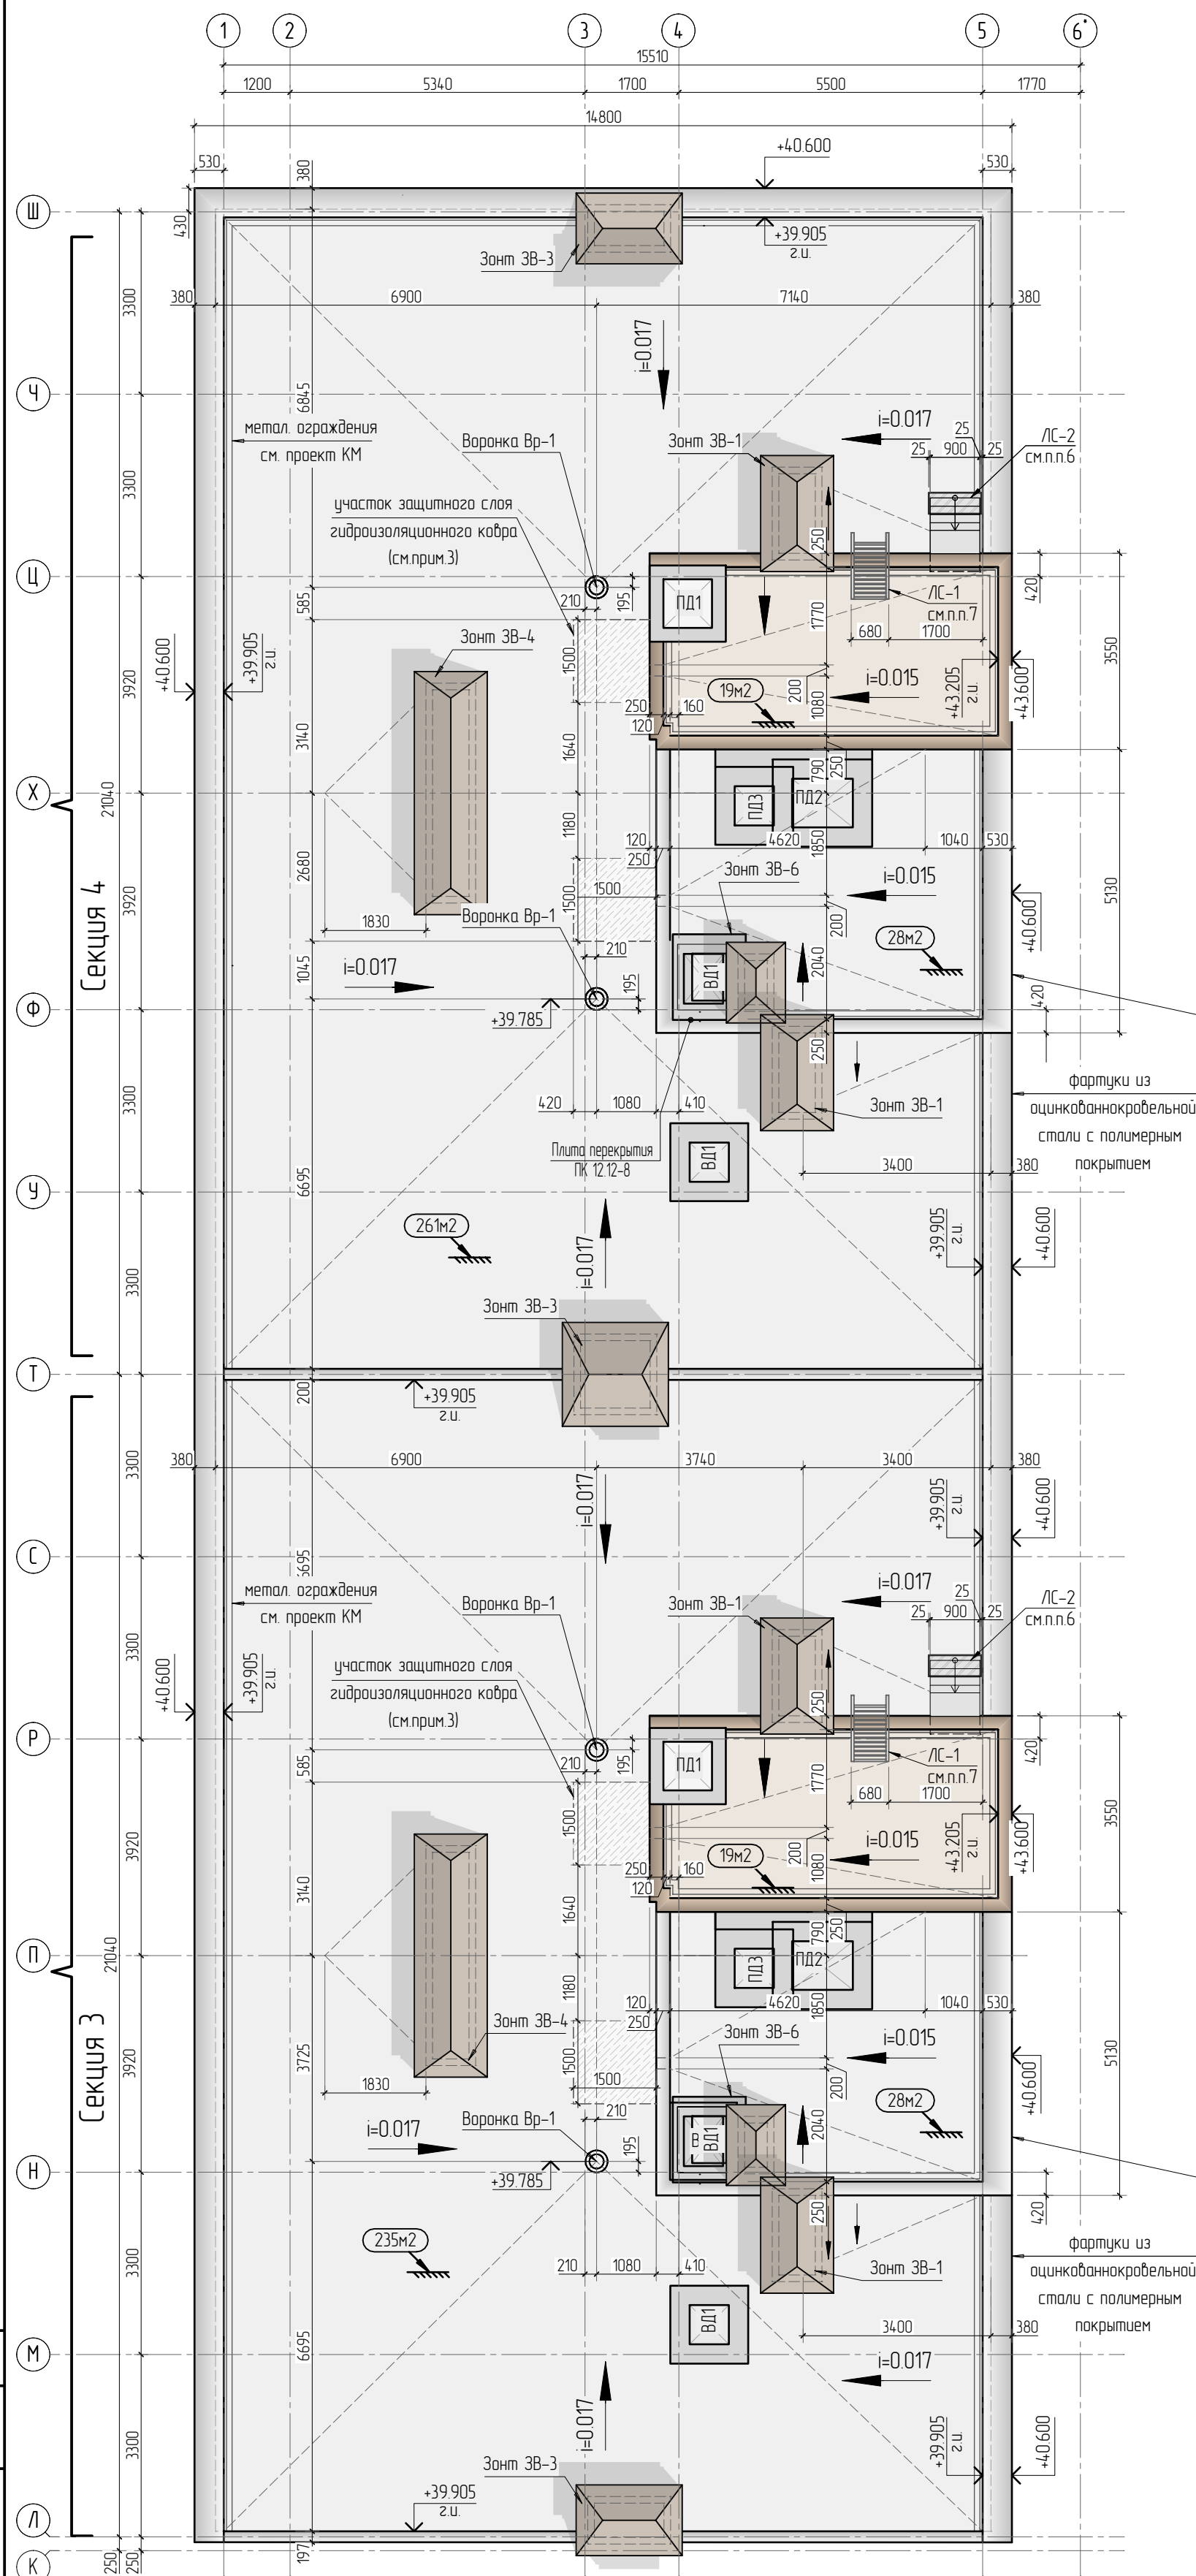 1 2 3 4 5 6*
15510
1200 5340 1700 5500 1770
14800
530 380 +40.600 530
Ш
430
Зонт ЗВ-3
+39.905
г.и.
380 6900 7140 380
3300
i=0.017
Ч
6845
метал. ограждения
см. проект КМ
Воронка Вр-1
Зонт ЗВ-1
i=0.017
25
25 900 25
ЛС-2
см.п.п.6
3300
участок защитного слоя
гидроизоляционного ковра
(см.прим.3)
250
Ц
585
210 195
ПД1
1770
ЛС-1
см.п.п.7
420
680 1700
Зонт ЗВ-4
+40.600
+39.905
г.и.
3920
1500
3550
19м2
i=0.015
200
1080
+43.205
г.и.
+43.600
250 160
120
3140
1640
790
250
Х
21040
ПД3 ПД2
1180
120 4620 1850 1040 530
250
2680
3920
Секция 4
1500
1500
Зонт ЗВ-6
i=0.015
200
5130
+40.600
Воронка Вр-1
1830
210
28м2
i=0.017
1045
195
ВД1
2040
420
Ф
+39.785
250
420 1080 410
Зонт ЗВ-1
фартуки из
оцинкованнокровельной
стали с полимерным
покрытием
3300
Плита перекрытия
ПК 12.12-8
ВД1
3400 380
У
6695
261м2
i=0.017
+39.905
г.и.
+40.600
3300
Зонт ЗВ-3
Т
200
+39.905
г.и.
380 6900 3740 3400 380
3300
i=0.017
+39.905
г.и.
+40.600
С
6695
метал. ограждения
см. проект КМ
Воронка Вр-1
Зонт ЗВ-1
i=0.017
25
25 900 25
ЛС-2
см.п.п.6
3300
участок защитного слоя
гидроизоляционного ковра
(см.прим.3)
+40.600
+39.905
г.и.
250
Р
585
210 195
ПД1
1770
ЛС-1
см.п.п.7
420
680 1700
3920
1500
3550
19м2
i=0.015
200
1080
+43.205
г.и.
+43.600
250 160
120
3140
1640
790
250
П
21040
ПД3 ПД2
1180
120 4620 1850 1040 530
250
Зонт ЗВ-4
Зонт ЗВ-6
i=0.015
3725
3920
Секция 3
1500
1500
200
5130
+40.600
1830
210
28м2
i=0.017
Воронка Вр-1
195
В
ВД1
2040
Н
+39.785
420
250
235м2
210 1080 410
Зонт ЗВ-1
фартуки из
оцинкованнокровельной
стали с полимерным
покрытием
3300
ВД1
3400 380
М
6695
i=0.017
i=0.017
3300
Зонт ЗВ-3
+39.905
г.и.
+39.905
г.и.
+40.600
Л
197
250 250
К